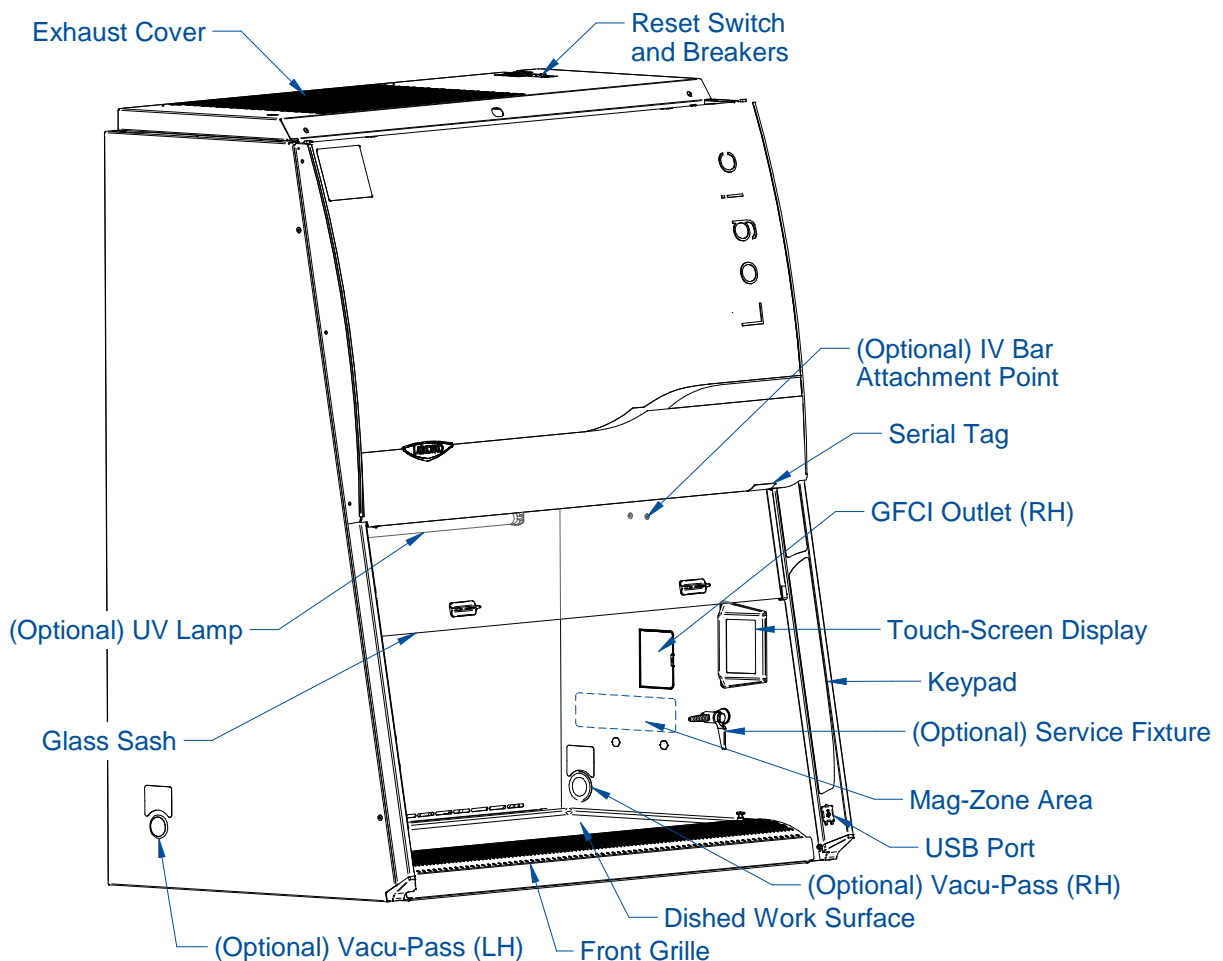 Exhaust Cover
Reset Switch
and Breakers
Logic
(Optional) IV Bar
Attachment Point
Serial Tag
GFCI Outlet (RH)
(Optional) UV Lamp
Touch-Screen Display
Keypad
Glass Sash
(Optional) Service Fixture
Mag-Zone Area
USB Port
(Optional) Vacu-Pass (RH)
Dished Work Surface
(Optional) Vacu-Pass (LH)
Front Grille